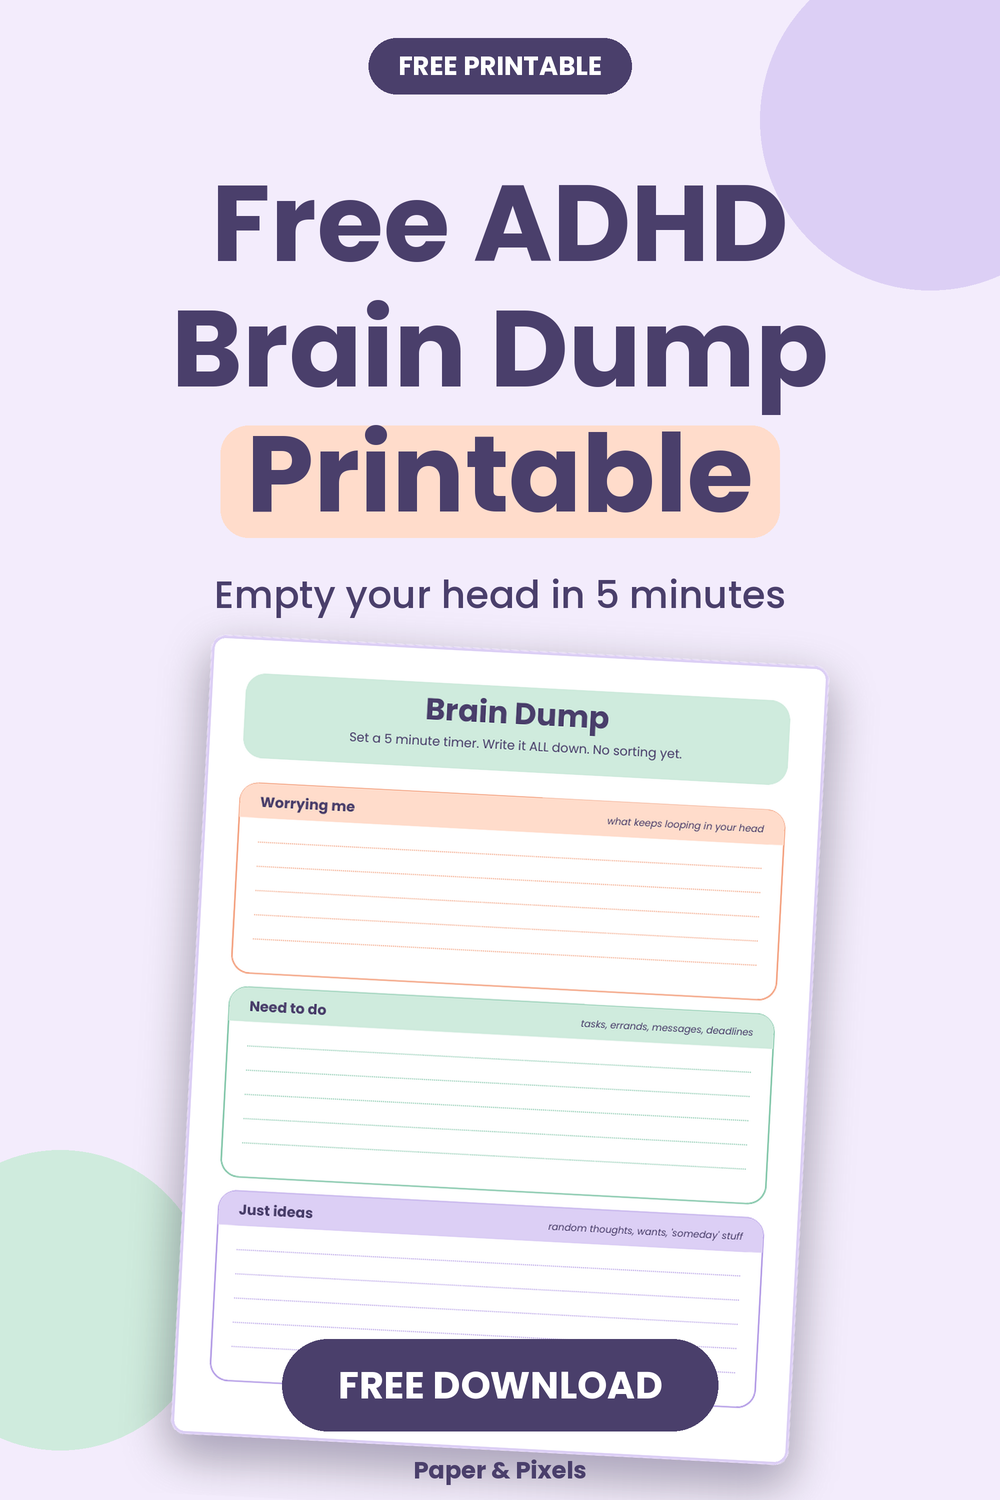 FREE PRINTABLE
Free ADHD
Brain Dump
Printable
Empty your head in 5 minutes
Brain Dump
Set a 5 minute timer. Write it ALL down. No sorting yet.
Worrying me
what keeps looping in your head
Need to do
tasks, errands, messages, deadlines
Just ideas
random thoughts, wants, 'someday' stuff
FREE DOWNLOAD
Paper & Pixels